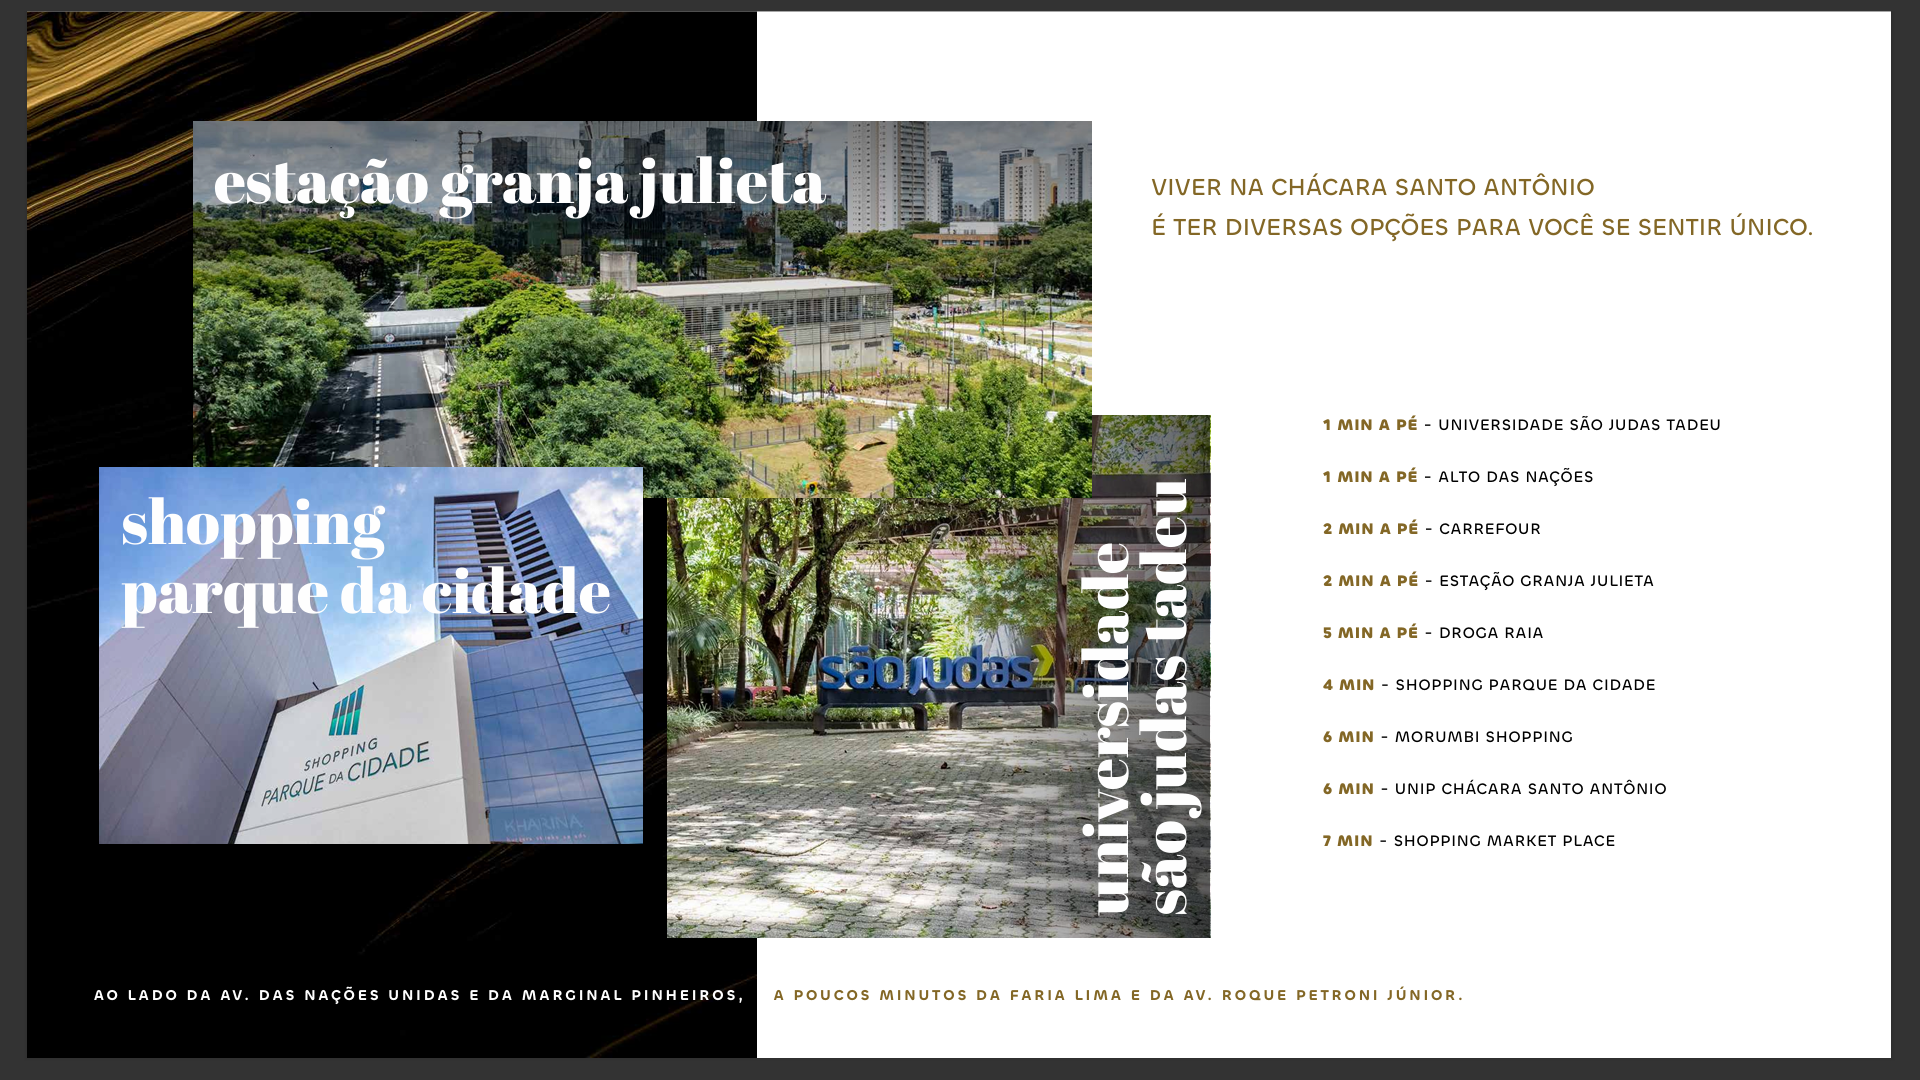 estação granja julieta
VIVER NA CHÁCARA SANTO ANTÔNIO
É TER DIVERSAS OPÇÕES PARA VOCÊ SE SENTIR ÚNICO.
shopping
parque da cidade
SHOPPING
PARQUE DA CIDADE
KHARINA
sãojudas
universidade
são judas tadeu
1 MIN A PÉ - UNIVERSIDADE SÃO JUDAS TADEU
1 MIN A PÉ - ALTO DAS NAÇÕES
2 MIN A PÉ - CARREFOUR
2 MIN A PÉ - ESTAÇÃO GRANJA JULIETA
5 MIN A PÉ - DROGA RAIA
4 MIN - SHOPPING PARQUE DA CIDADE
6 MIN - MORUMBI SHOPPING
6 MIN - UNIP CHÁCARA SANTO ANTÔNIO
7 MIN - SHOPPING MARKET PLACE
AO LADO DA AV. DAS NAÇÕES UNIDAS E DA MARGINAL PINHEIROS, A POUCOS MINUTOS DA FARIA LIMA E DA AV. ROQUE PETRONI JÚNIOR.